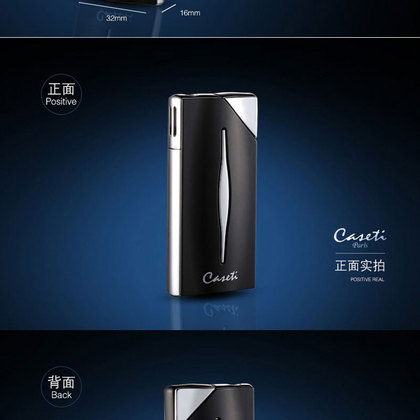 32mm
16mm
正面
Positive
Caseti
Paris
正面实拍
POSITIVE REAL
Caseti
背面
Back